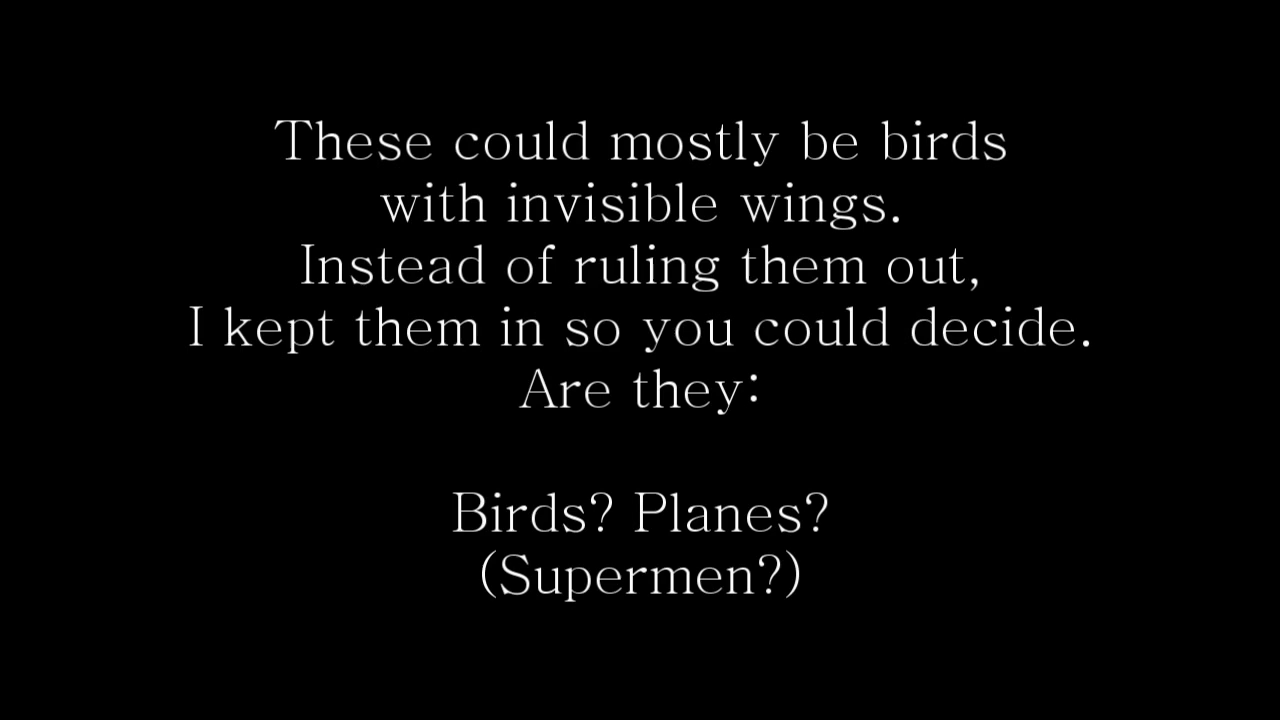 These could mostly be birds
with invisible wings.
Instead of ruling them out,
I kept them in so you could decide.
Are they:
Birds? Planes?
(Supermen?)